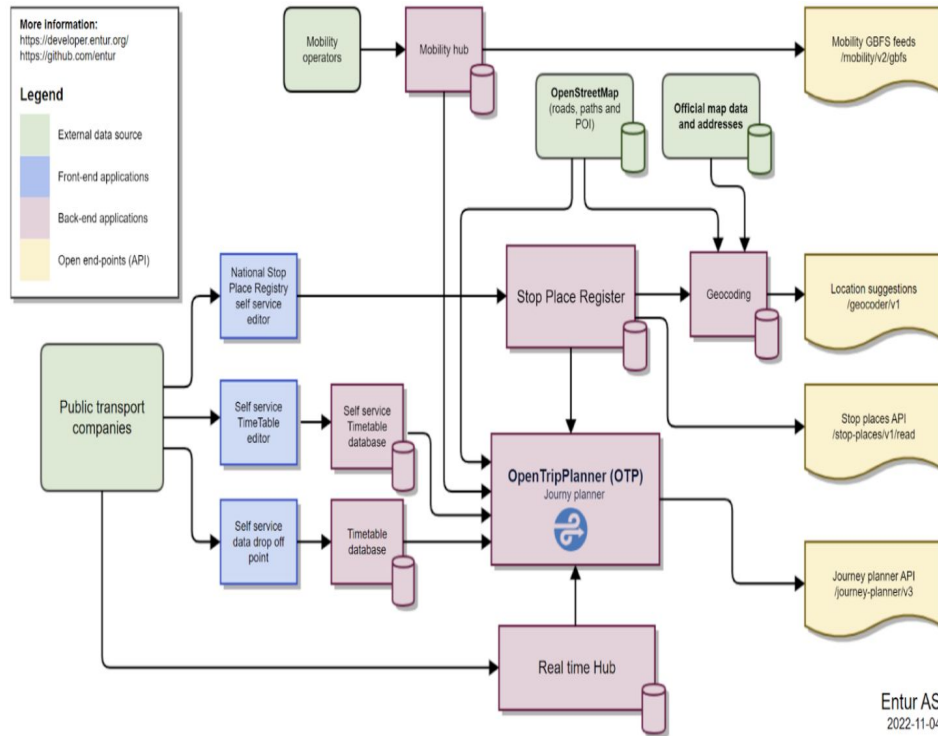 More information:
https://developer.entur.org/
https://github.com/entur
Legend
External data source
Front-end applications
Back-end applications
Open end-points (API)
Mobility
operators
Mobility hub
Mobility GBFS feeds
/mobility/v2/gbfs
OpenStreetMap
(roads, paths and
POI)
Official map data
and addresses
National Stop
Place Registry
self service
editor
Stop Place Register
Geocoding
Location suggestions
/geocoder/v1
Public transport
companies
Self service
TimeTable
editor
Self service
Timetable
database
Stop places API
/stop-places/v1/read
OpenTripPlanner (OTP)
Journy planner
Self service
data drop off
point
Timetable
database
Journey planner API
/journey-planner/v3
Real time Hub
Entur AS
2022-11-04